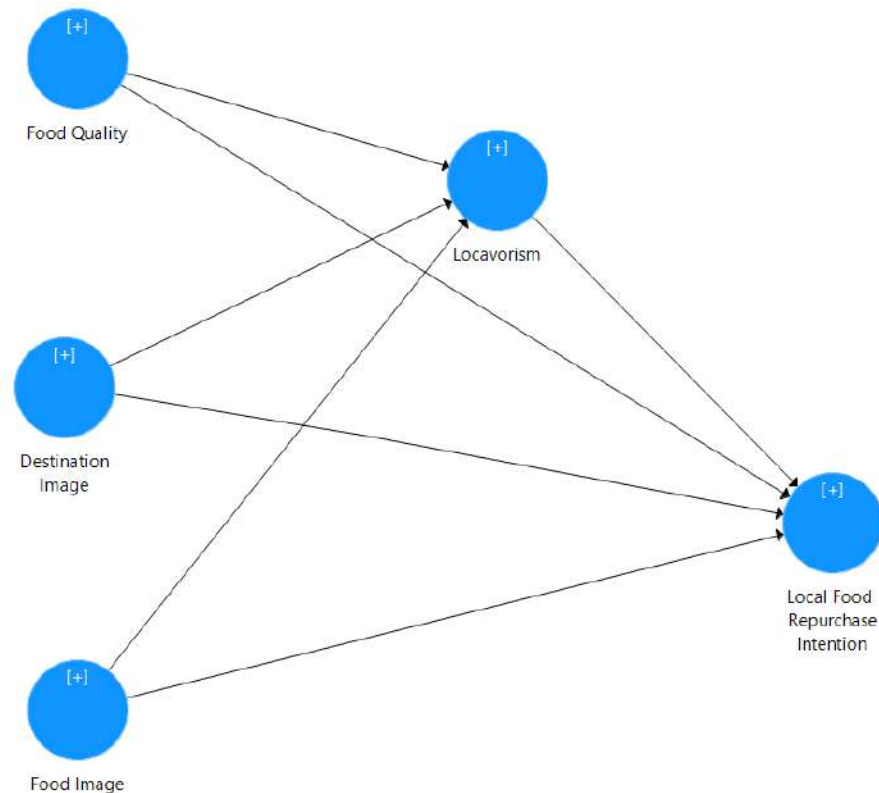 [+]
Food Quality
[+]
Locavorism
[+]
Destination
Image
[+]
Local Food
Repurchase
Intention
[+]
Food Image